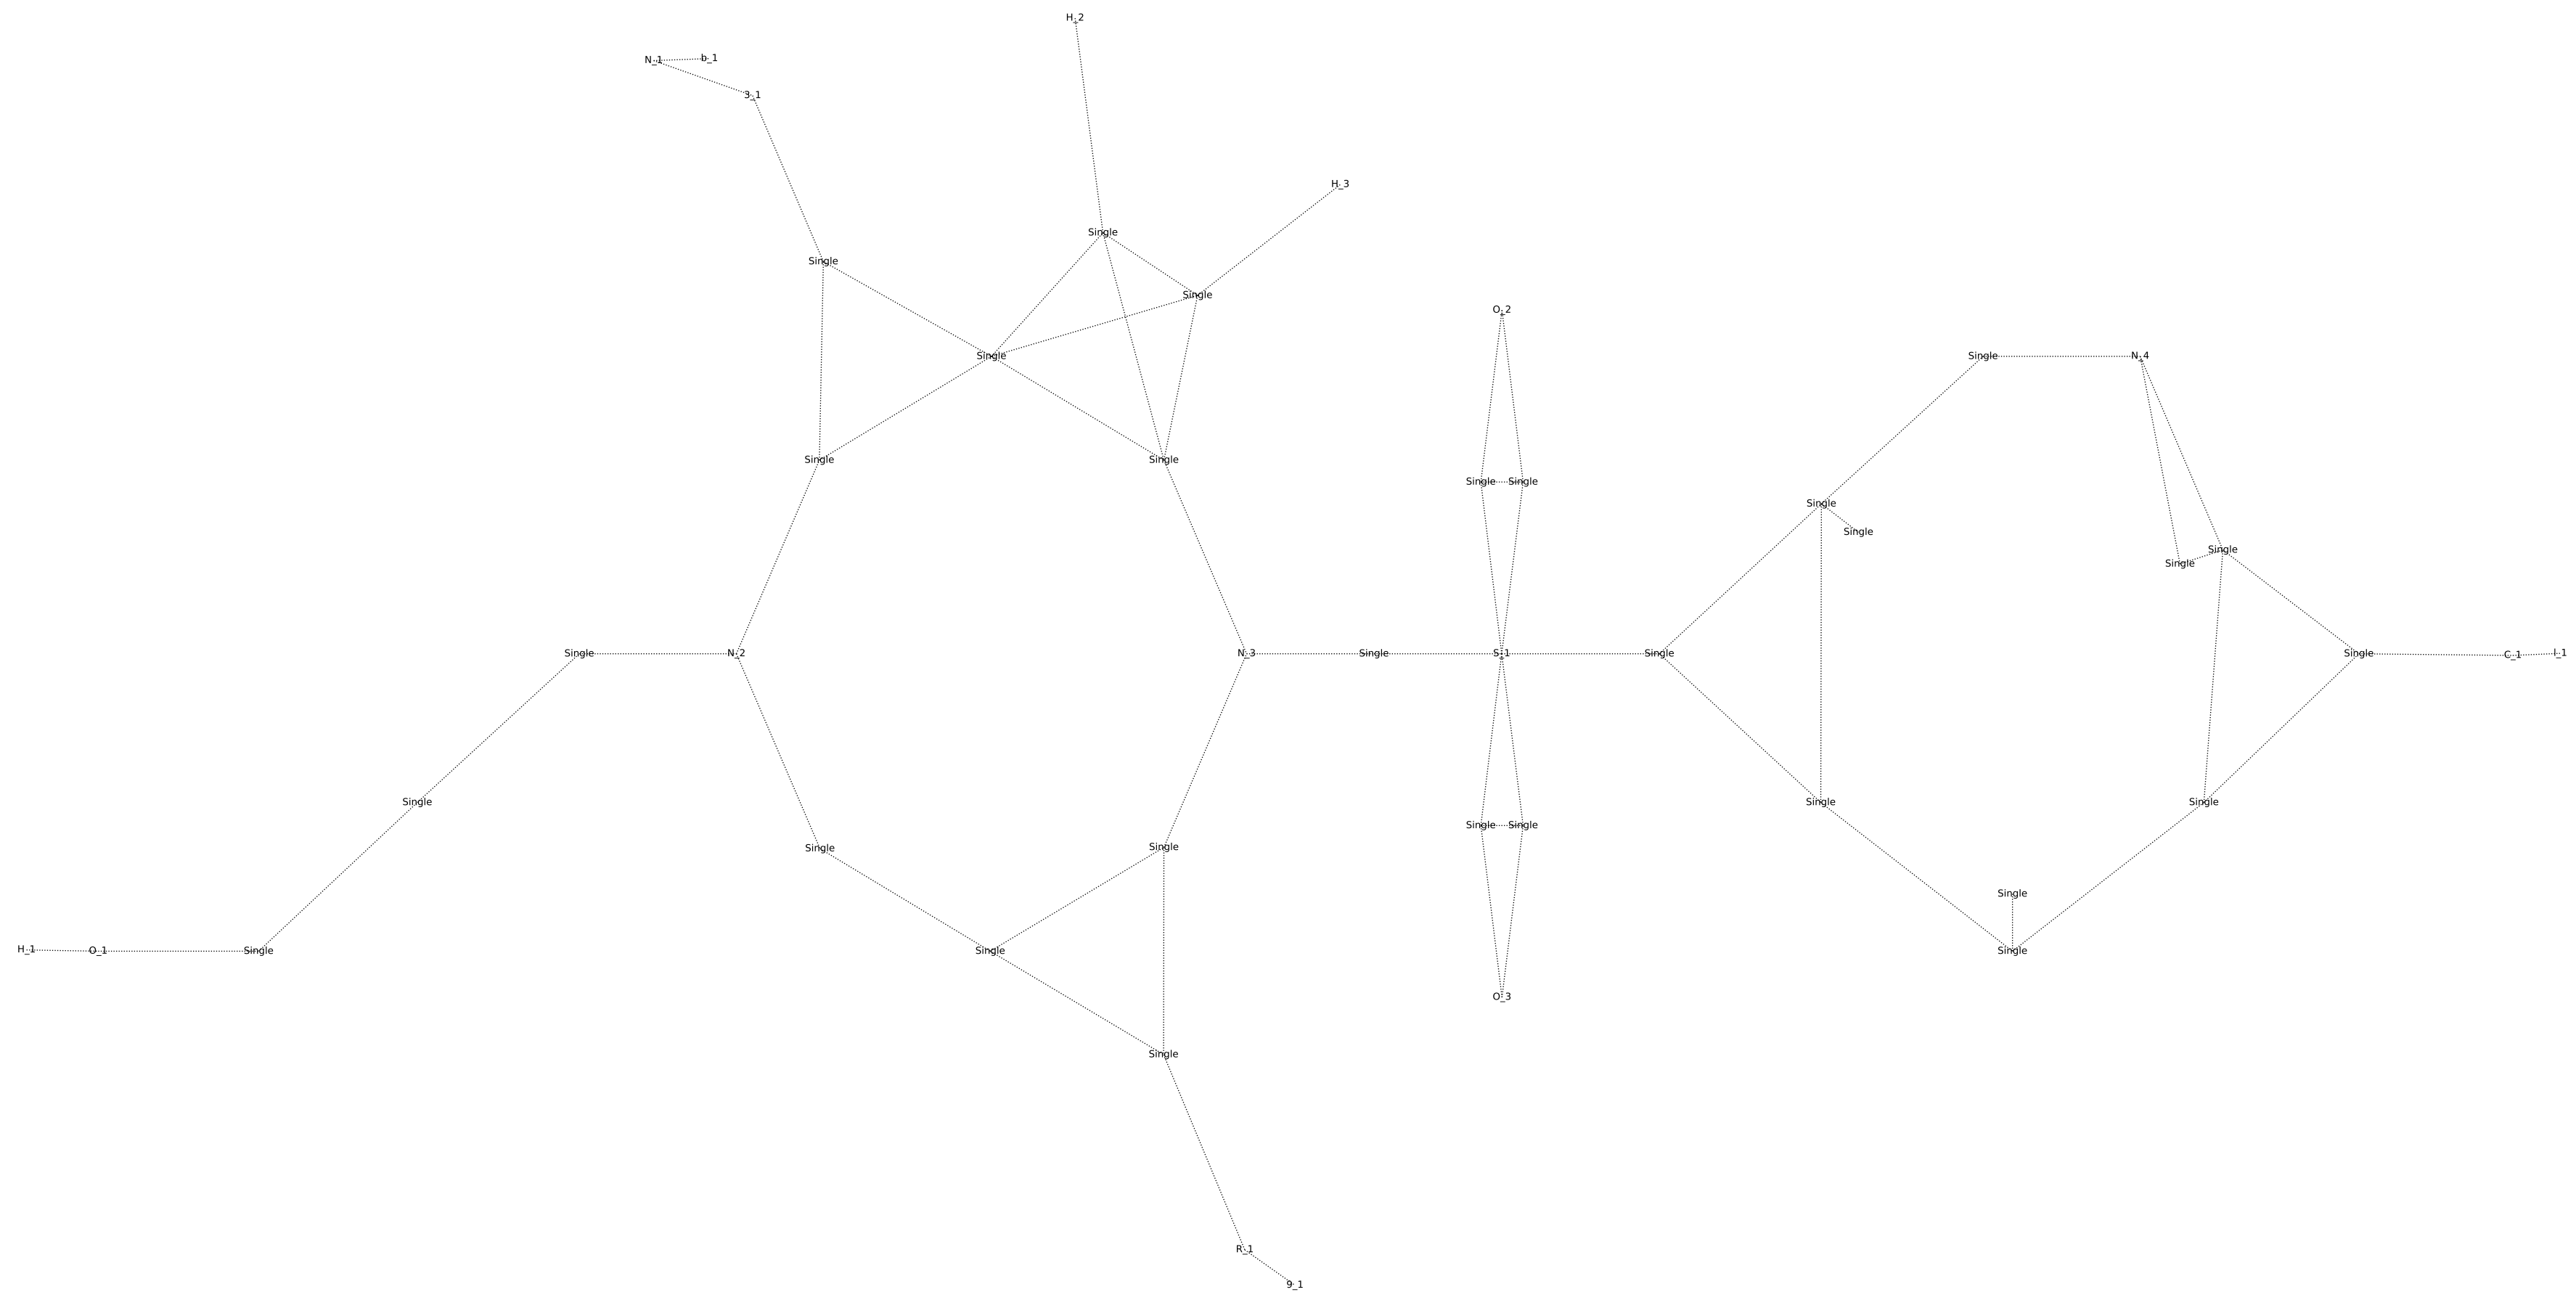 H_2
N_1 b_1
3_1
H_3
Single
Single
Single
O_2
Single Single N_4
Single Single
Single Single
Single
Single
Single Single
Single N_2 N_3 Single S_1 Single Single C_1 I_1
Single Single Single
Single Single
Single Single
Single
H_1 O_1 Single Single Single
O_3
Single
R_1
9_1